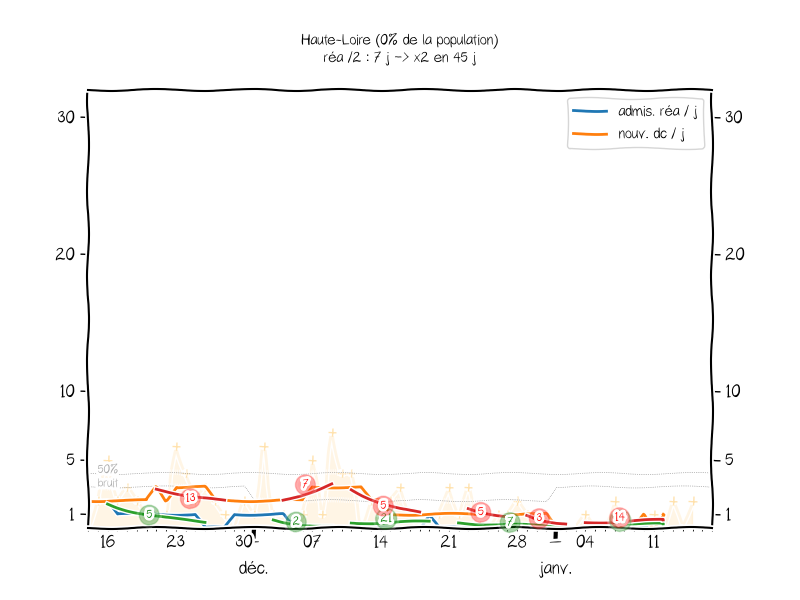 Haute-Loire (0% de la population)
réa /2 : 7 j -> x2 en 45 j
admis. réa / j
nouv. dc / j
30 30
20 20
10 10
5 5
1 1
50%
bruit
13 7 5 5 3 14
5 2 21 7
16 23 30 07 14 21 28 04 11
déc. janv.